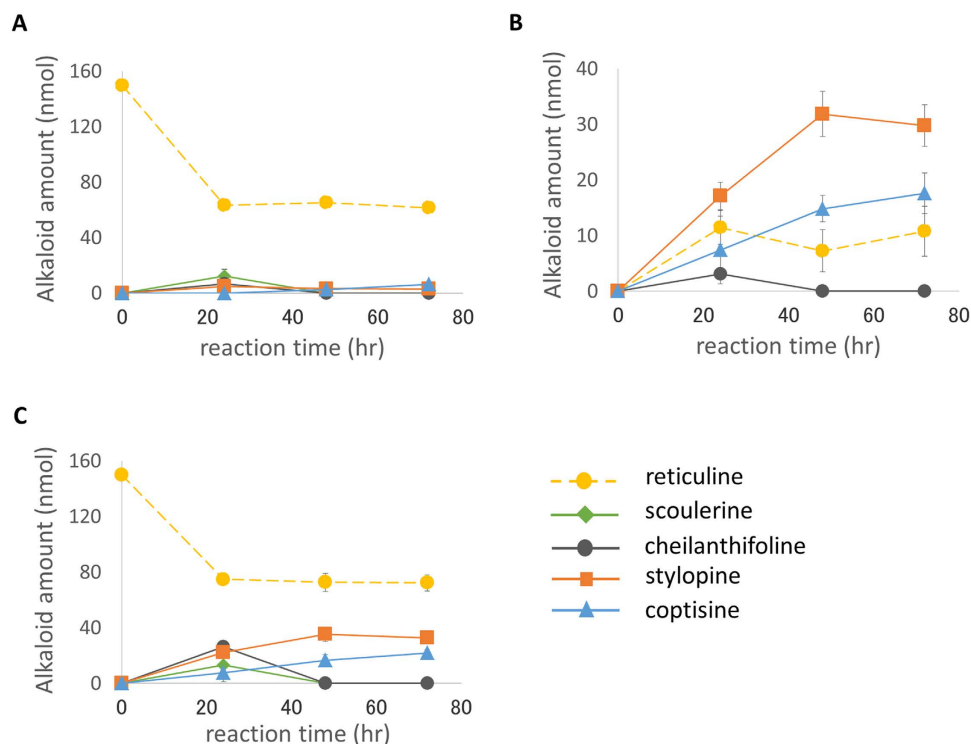 A
Alkaloid amount (nmol)
160
120
80
40
0
0 20 40 60 80
reaction time (hr)
B
Alkaloid amount (nmol)
40
30
20
10
0
0 20 40 60 80
reaction time (hr)
C
Alkaloid amount (nmol)
160
120
80
40
0
0 20 40 60 80
reaction time (hr)
reticuline
scoulerine
cheilanthifoline
stylopine
coptisine